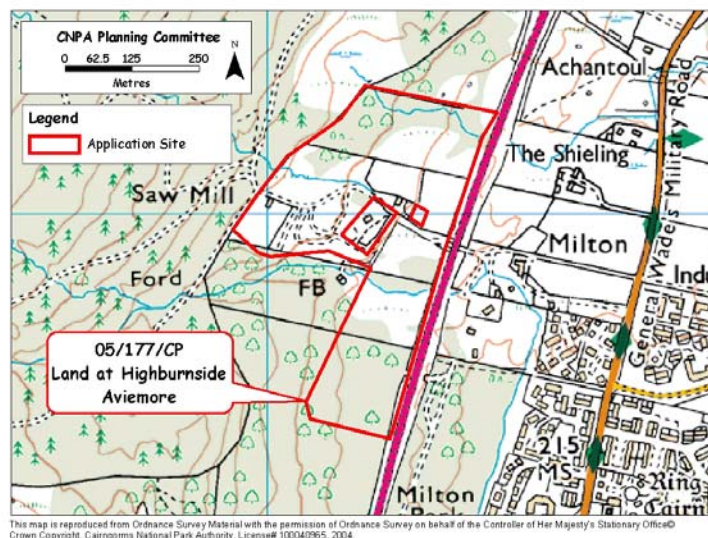 CNPA Planning Committee
0 62.5 125 250
Metres
N
Legend
Application Site
Achantoul
General Wade's Military Road
The Shieling
Saw Mill
Milton
Ford
FB
05/177/CP
Land at Highburnside
Aviemore
215
MS
Ring
Cairn
Milton
This map is reproduced from Ordnance Survey Material with the permission of Ordnance Survey on behalf of the Controller of Her Majesty's Stationary Office©
Crown Copyright. Cairngorms National Park Authority. License# 100040965, 2004